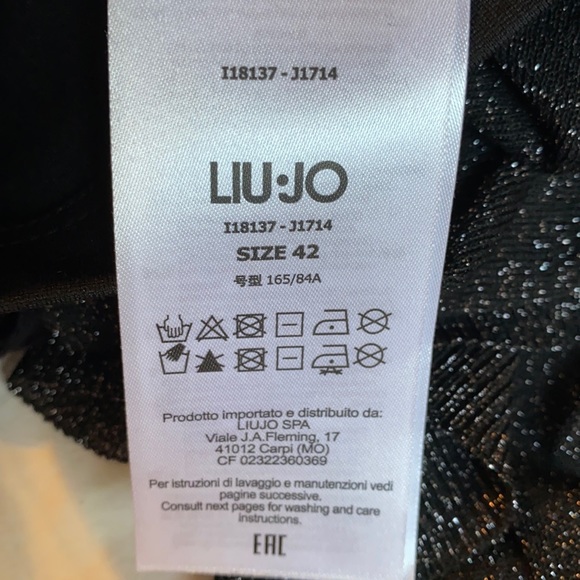 I18137 - J1714
LIU·JO
I18137 - J1714
SIZE 42
号型 165/84A
Prodotto importato e distribuito da:
LIUJO SPA
Viale J.A.Fleming, 17
41012 Carpi (MO)
CF 02322360369
Per istruzioni di lavaggio e manutenzioni vedi
pagine successive.
Consult next pages for washing and care
instructions.
EAC